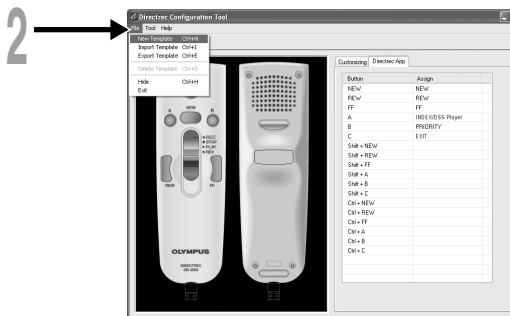 2
Directrec Configuration Tool
File Tool Help
New Template Ctrl+N
Import Template Ctrl+I
Export Template Ctrl+E
Delete Template Ctrl+D
Hide Ctrl+H
Exit
Customizing Directrec App
Button Assign
NEW NEW
REW REW
FF FF
A INDEX/DSS Player
B PRIORITY
C EXIT
Shift + NEW
Shift + REW
Shift + FF
Shift + A
Shift + B
Shift + C
Ctrl + NEW
Ctrl + REW
Ctrl + FF
Ctrl + A
Ctrl + B
Ctrl + C
A NEW B
REC
STOP
PLAY
REV
REW FF
OLYMPUS
DIRECTREC
DR-2000